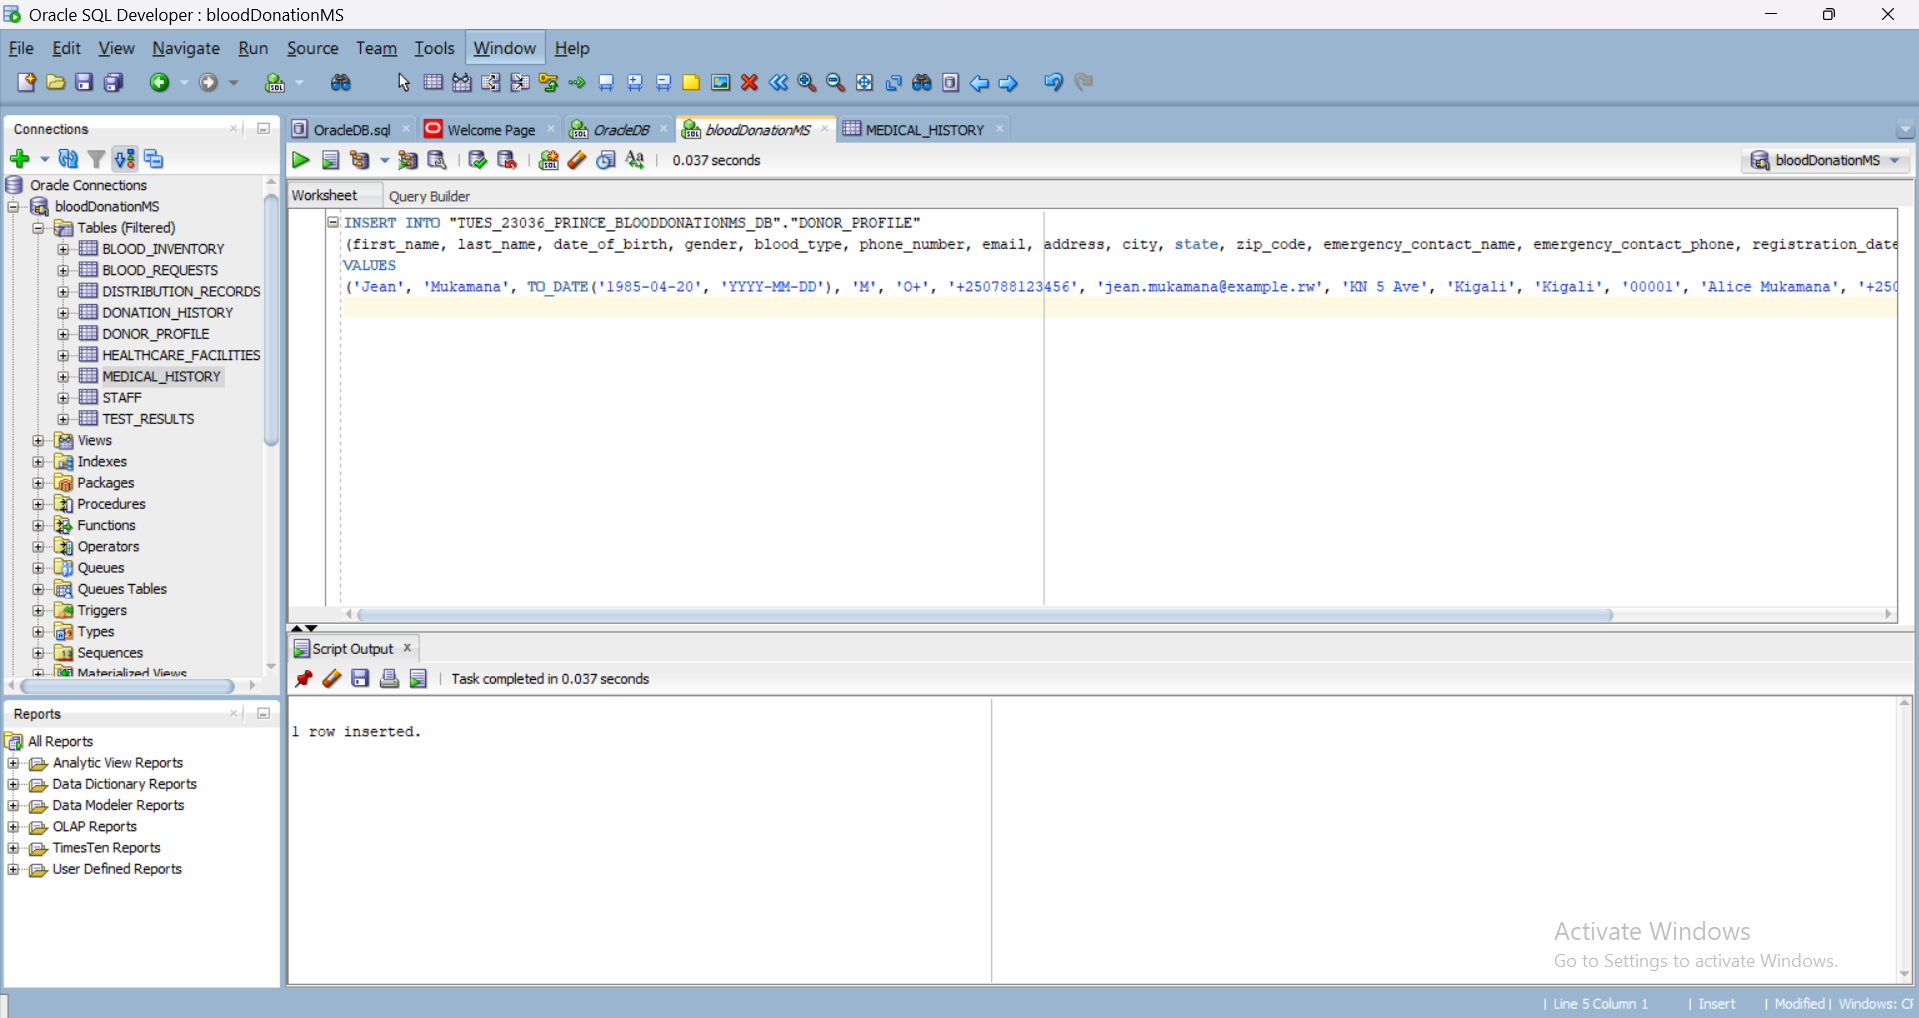 Oracle SQL Developer : bloodDonationMS
File Edit View Navigate Run Source Team Tools Window Help
Connections
Oracle Connections
bloodDonationMS
Tables (Filtered)
BLOOD_INVENTORY
BLOOD_REQUESTS
DISTRIBUTION_RECORDS
DONATION_HISTORY
DONOR_PROFILE
HEALTHCARE_FACILITIES
MEDICAL_HISTORY
STAFF
TEST_RESULTS
Views
Indexes
Packages
Procedures
Functions
Operators
Queues
Queues Tables
Triggers
Types
Sequences
Materialized Views
Reports
All Reports
Analytic View Reports
Data Dictionary Reports
Data Modeler Reports
OLAP Reports
TimesTen Reports
User Defined Reports
OracleDB.sql Welcome Page OracleDB bloodDonationMS MEDICAL_HISTORY
0.037 seconds bloodDonationMS
Worksheet Query Builder
INSERT INTO "TUES_23036_PRINCE_BLOODDONATIONMS_DB"."DONOR_PROFILE"
(first_name, last_name, date_of_birth, gender, blood_type, phone_number, email, address, city, state, zip_code, emergency_contact_name, emergency_contact_phone, registration_date
VALUES
('Jean', 'Mukamana', TO_DATE('1985-04-20', 'YYYY-MM-DD'), 'M', 'O+', '+250788123456', 'jean.mukamana@example.rw', 'KN 5 Ave', 'Kigali', 'Kigali', '00001', 'Alice Mukamana', '+250
Script Output
Task completed in 0.037 seconds
1 row inserted.
Activate Windows
Go to Settings to activate Windows.
Line 5 Column 1 | Insert | Modified | Windows: CF